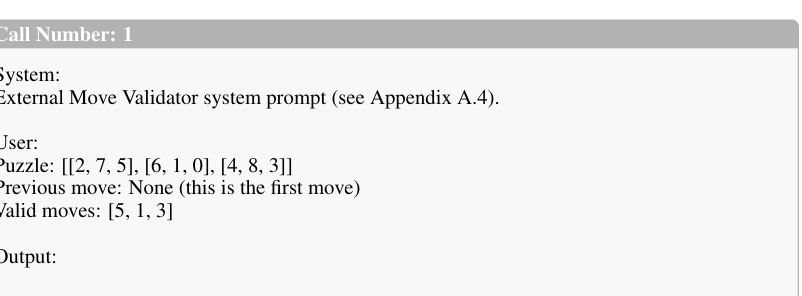 Call Number: 1
System:
External Move Validator system prompt (see Appendix A.4).
User:
Puzzle: [[2, 7, 5], [6, 1, 0], [4, 8, 3]]
Previous move: None (this is the first move)
Valid moves: [5, 1, 3]
Output: